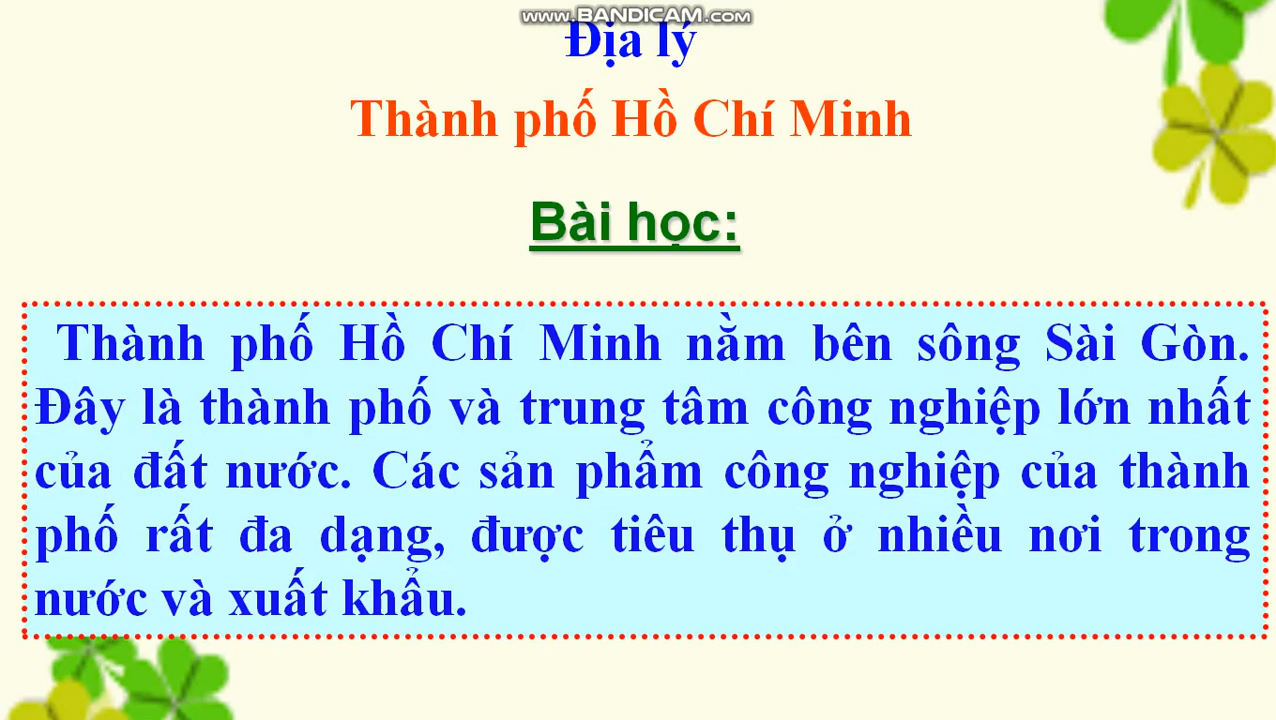 www.BANDICAM.com
Địa lý
Thành phố Hồ Chí Minh
Bài học:
Thành phố Hồ Chí Minh nằm bên sông Sài Gòn.
Đây là thành phố và trung tâm công nghiệp lớn nhất
của đất nước. Các sản phẩm công nghiệp của thành
phố rất đa dạng, được tiêu thụ ở nhiều nơi trong
nước và xuất khẩu.